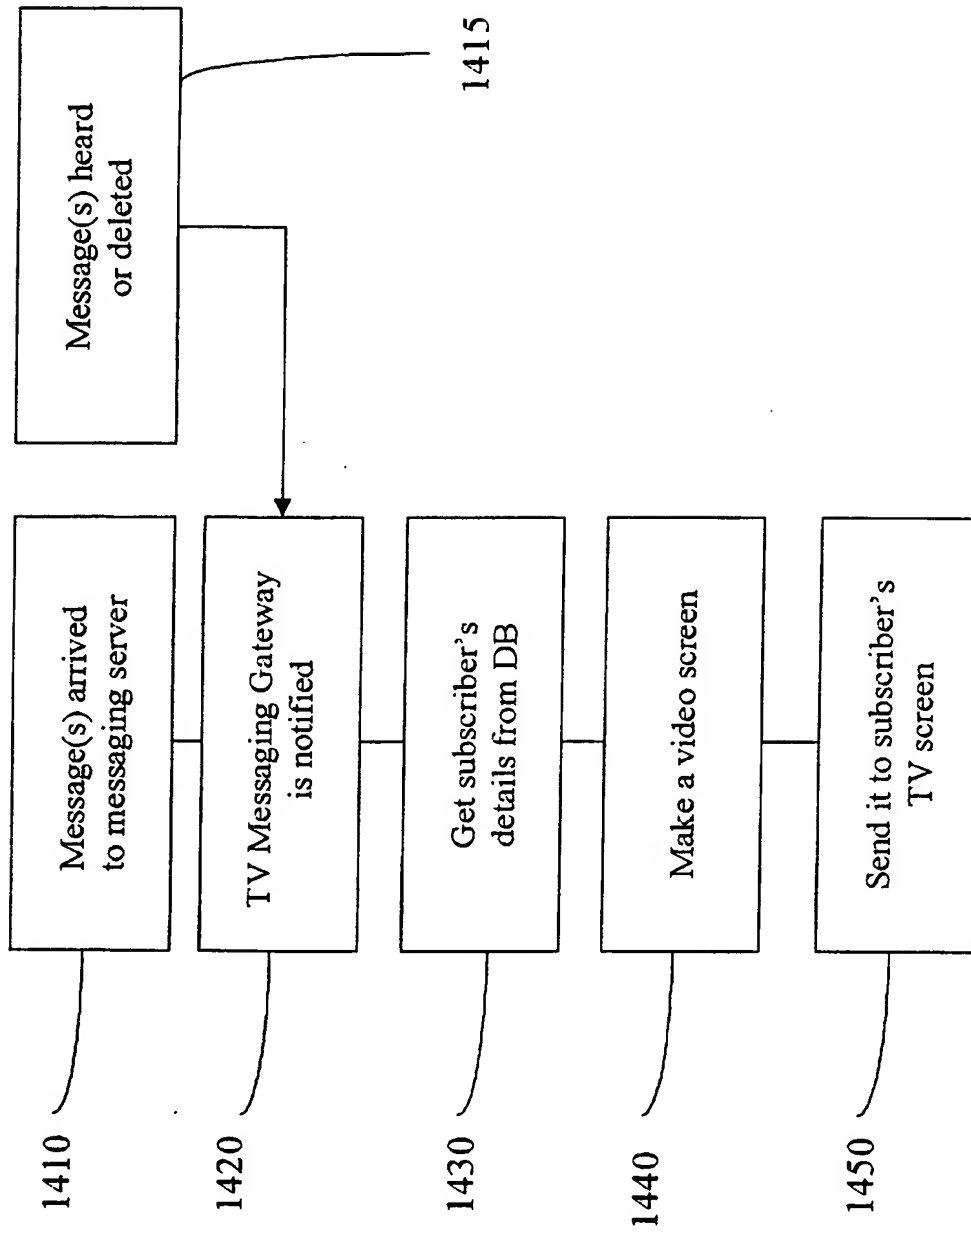 1410
Message(s) arrived
to messaging server
Message(s) heard
or deleted
1415
1420
TV Messaging Gateway
is notified
1430
Get subscriber's
details from DB
1440
Make a video screen
1450
Send it to subscriber's
TV screen